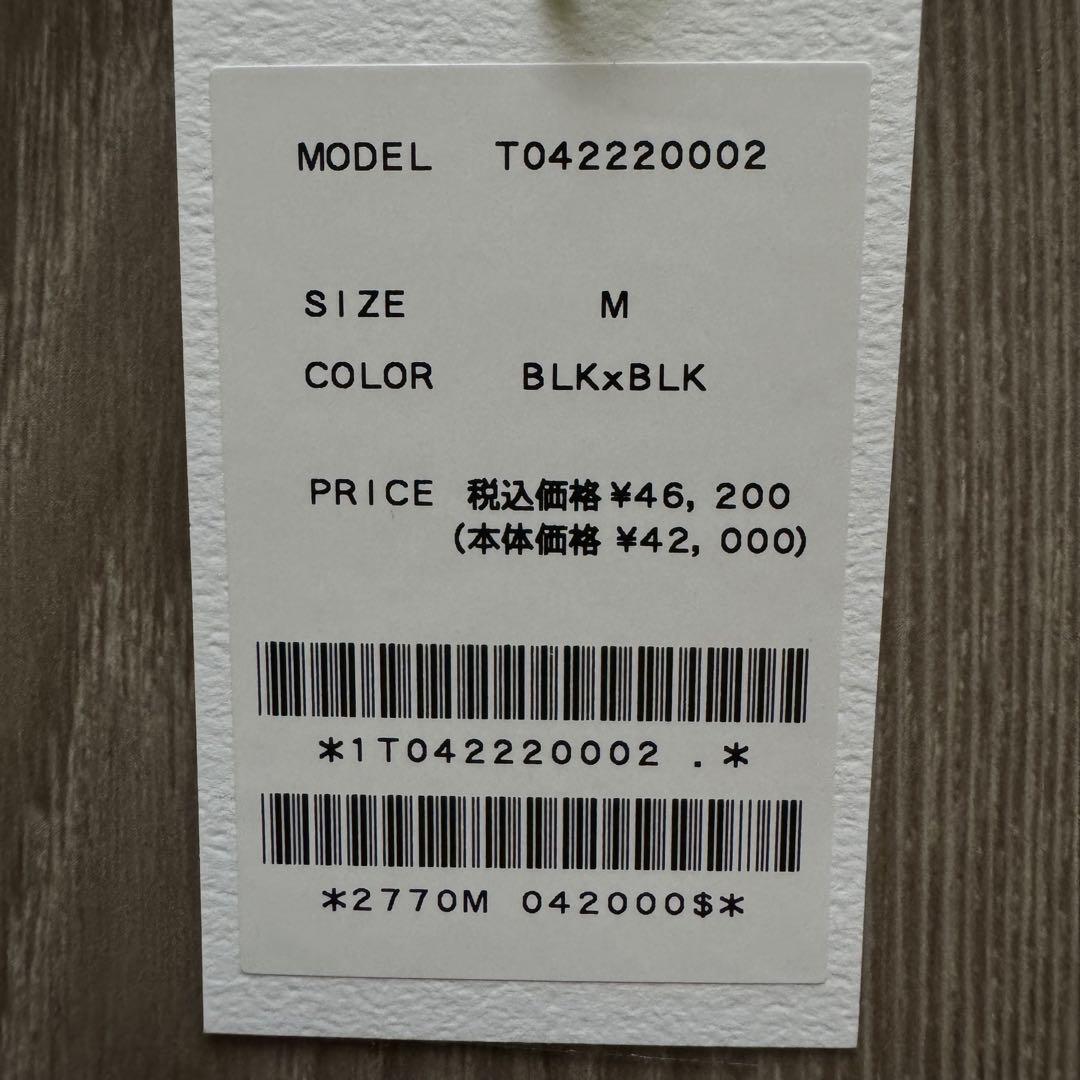 MODEL T042220002
SIZE M
COLOR BLKxBLK
PRICE 税込価格 ¥46, 200
(本体価格 ¥42, 000)
*1T042220002 .*
*2770M 042000$*